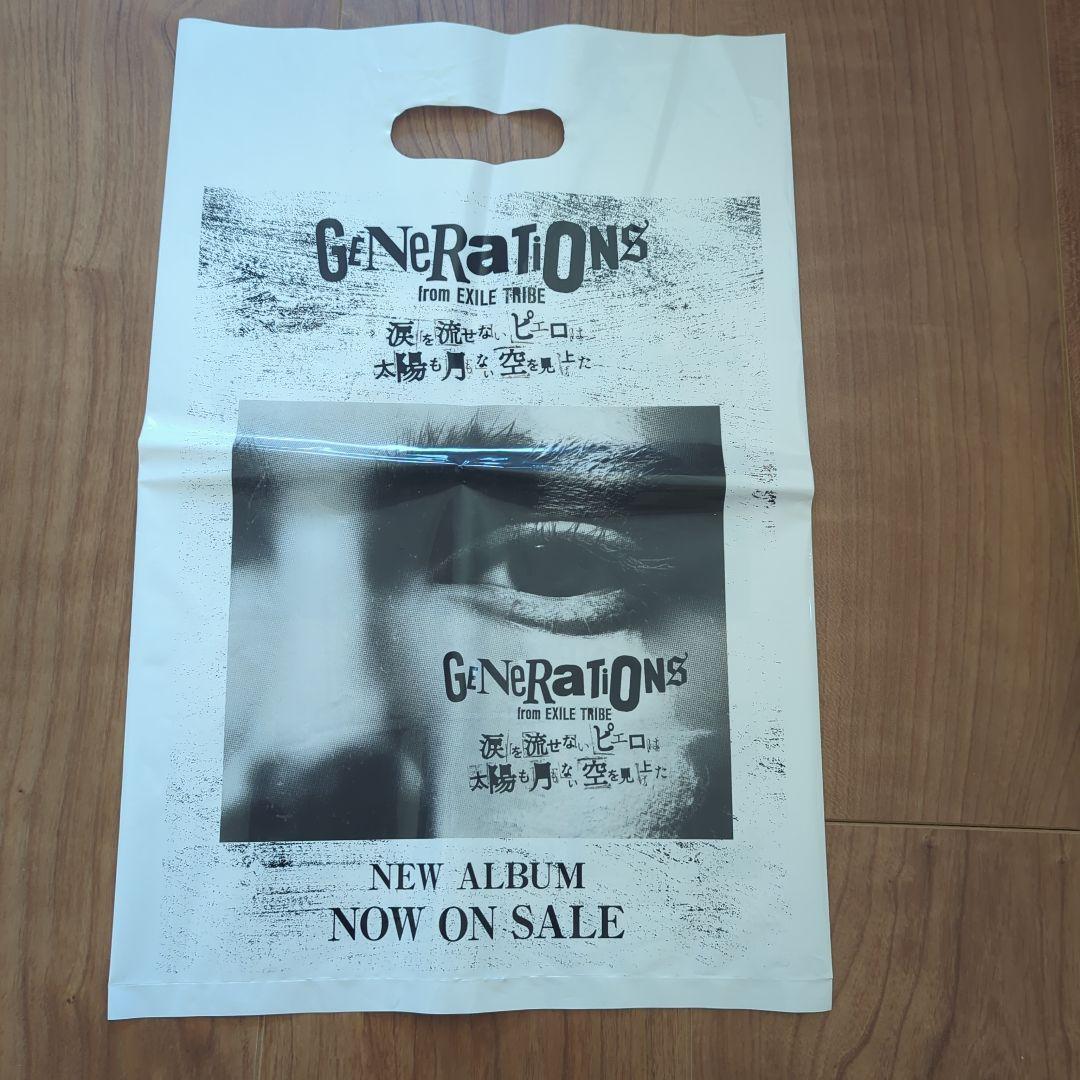 GENERATIONS
from EXILE TRIBE
涙を流せないピエロは
太陽も月もない空を見上げた
GENERATIONS
from EXILE TRIBE
涙を流せないピエロは
太陽も月もない空を見上げた
NEW ALBUM
NOW ON SALE